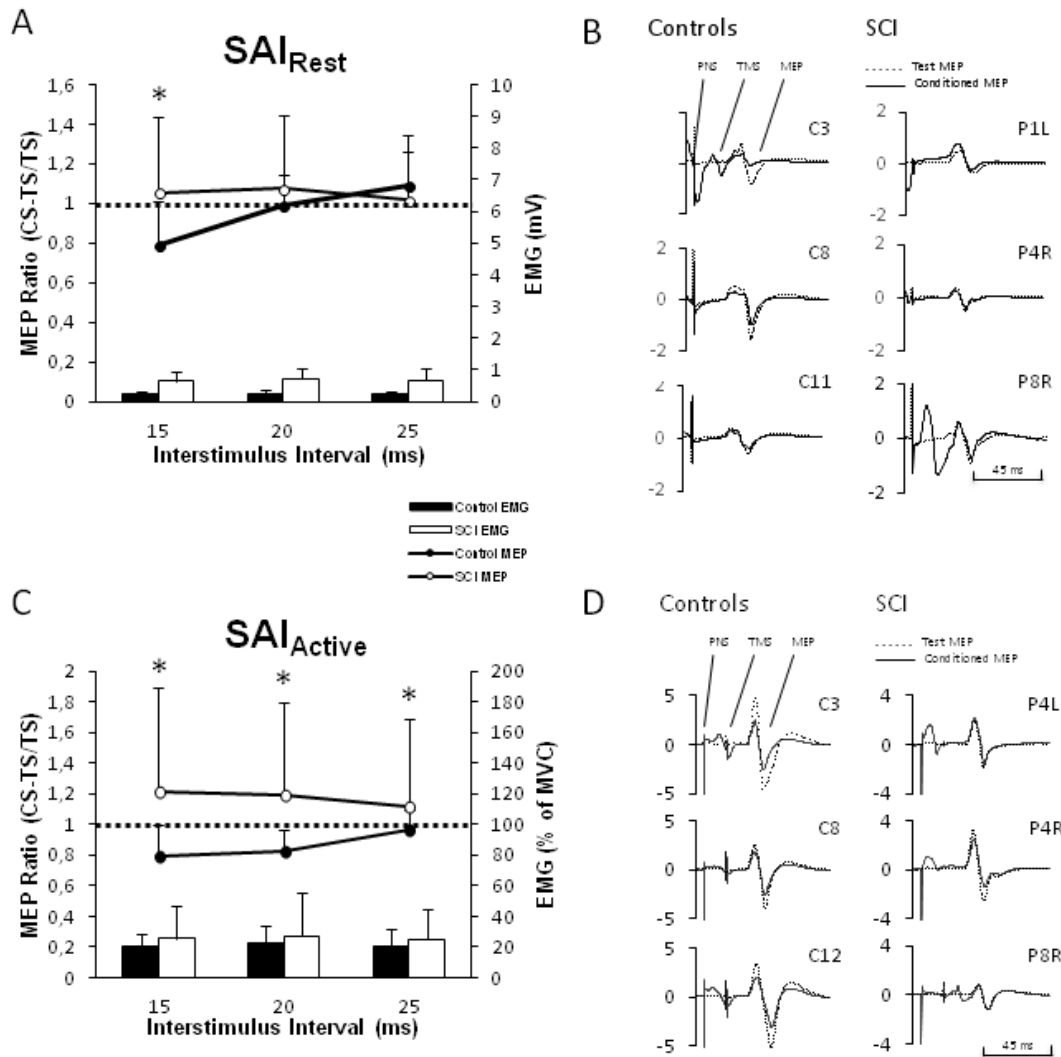 A
SAIRest
MEP Ratio (CS-TS/TS)
1,6
1,4
1,2
1
0,8
0,6
0,4
0,2
0
*
10
9
8
7
6
5
4
3
2
1
0
EMG (mV)
15 20 25
Interstimulus Interval (ms)
B
Controls
PNS TMS MEP
C3
2
0
-2
C8
2
0
-2
C11
2
0
-2
SCI
Test MEP
Conditioned MEP
P1L
2
0
-2
P4R
2
0
-2
P8R
2
0
-2
45 ms
Control EMG
SCI EMG
Control MEP
SCI MEP
C
SAIActive
MEP Ratio (CS-TS/TS)
2
1,8
1,6
1,4
1,2
1
0,8
0,6
0,4
0,2
0
* * *
200
180
160
140
120
100
80
60
40
20
0
EMG (% of MVC)
15 20 25
Interstimulus Interval (ms)
D
Controls
PNS TMS MEP
C3
5
0
-5
C8
5
0
-5
C12
5
0
-5
SCI
Test MEP
Conditioned MEP
P4L
4
0
-4
P4R
4
0
-4
P8R
4
0
-4
45 ms